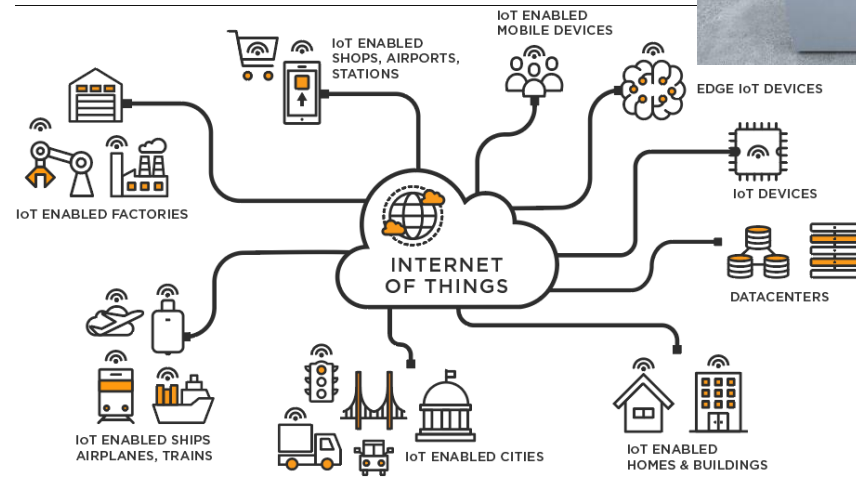 IoT ENABLED
MOBILE DEVICES
IoT ENABLED
SHOPS, AIRPORTS,
STATIONS
EDGE IoT DEVICES
IoT DEVICES
IoT ENABLED FACTORIES
INTERNET
OF THINGS
DATACENTERS
IoT ENABLED SHIPS
AIRPLANES, TRAINS
IoT ENABLED CITIES
IoT ENABLED
HOMES & BUILDINGS